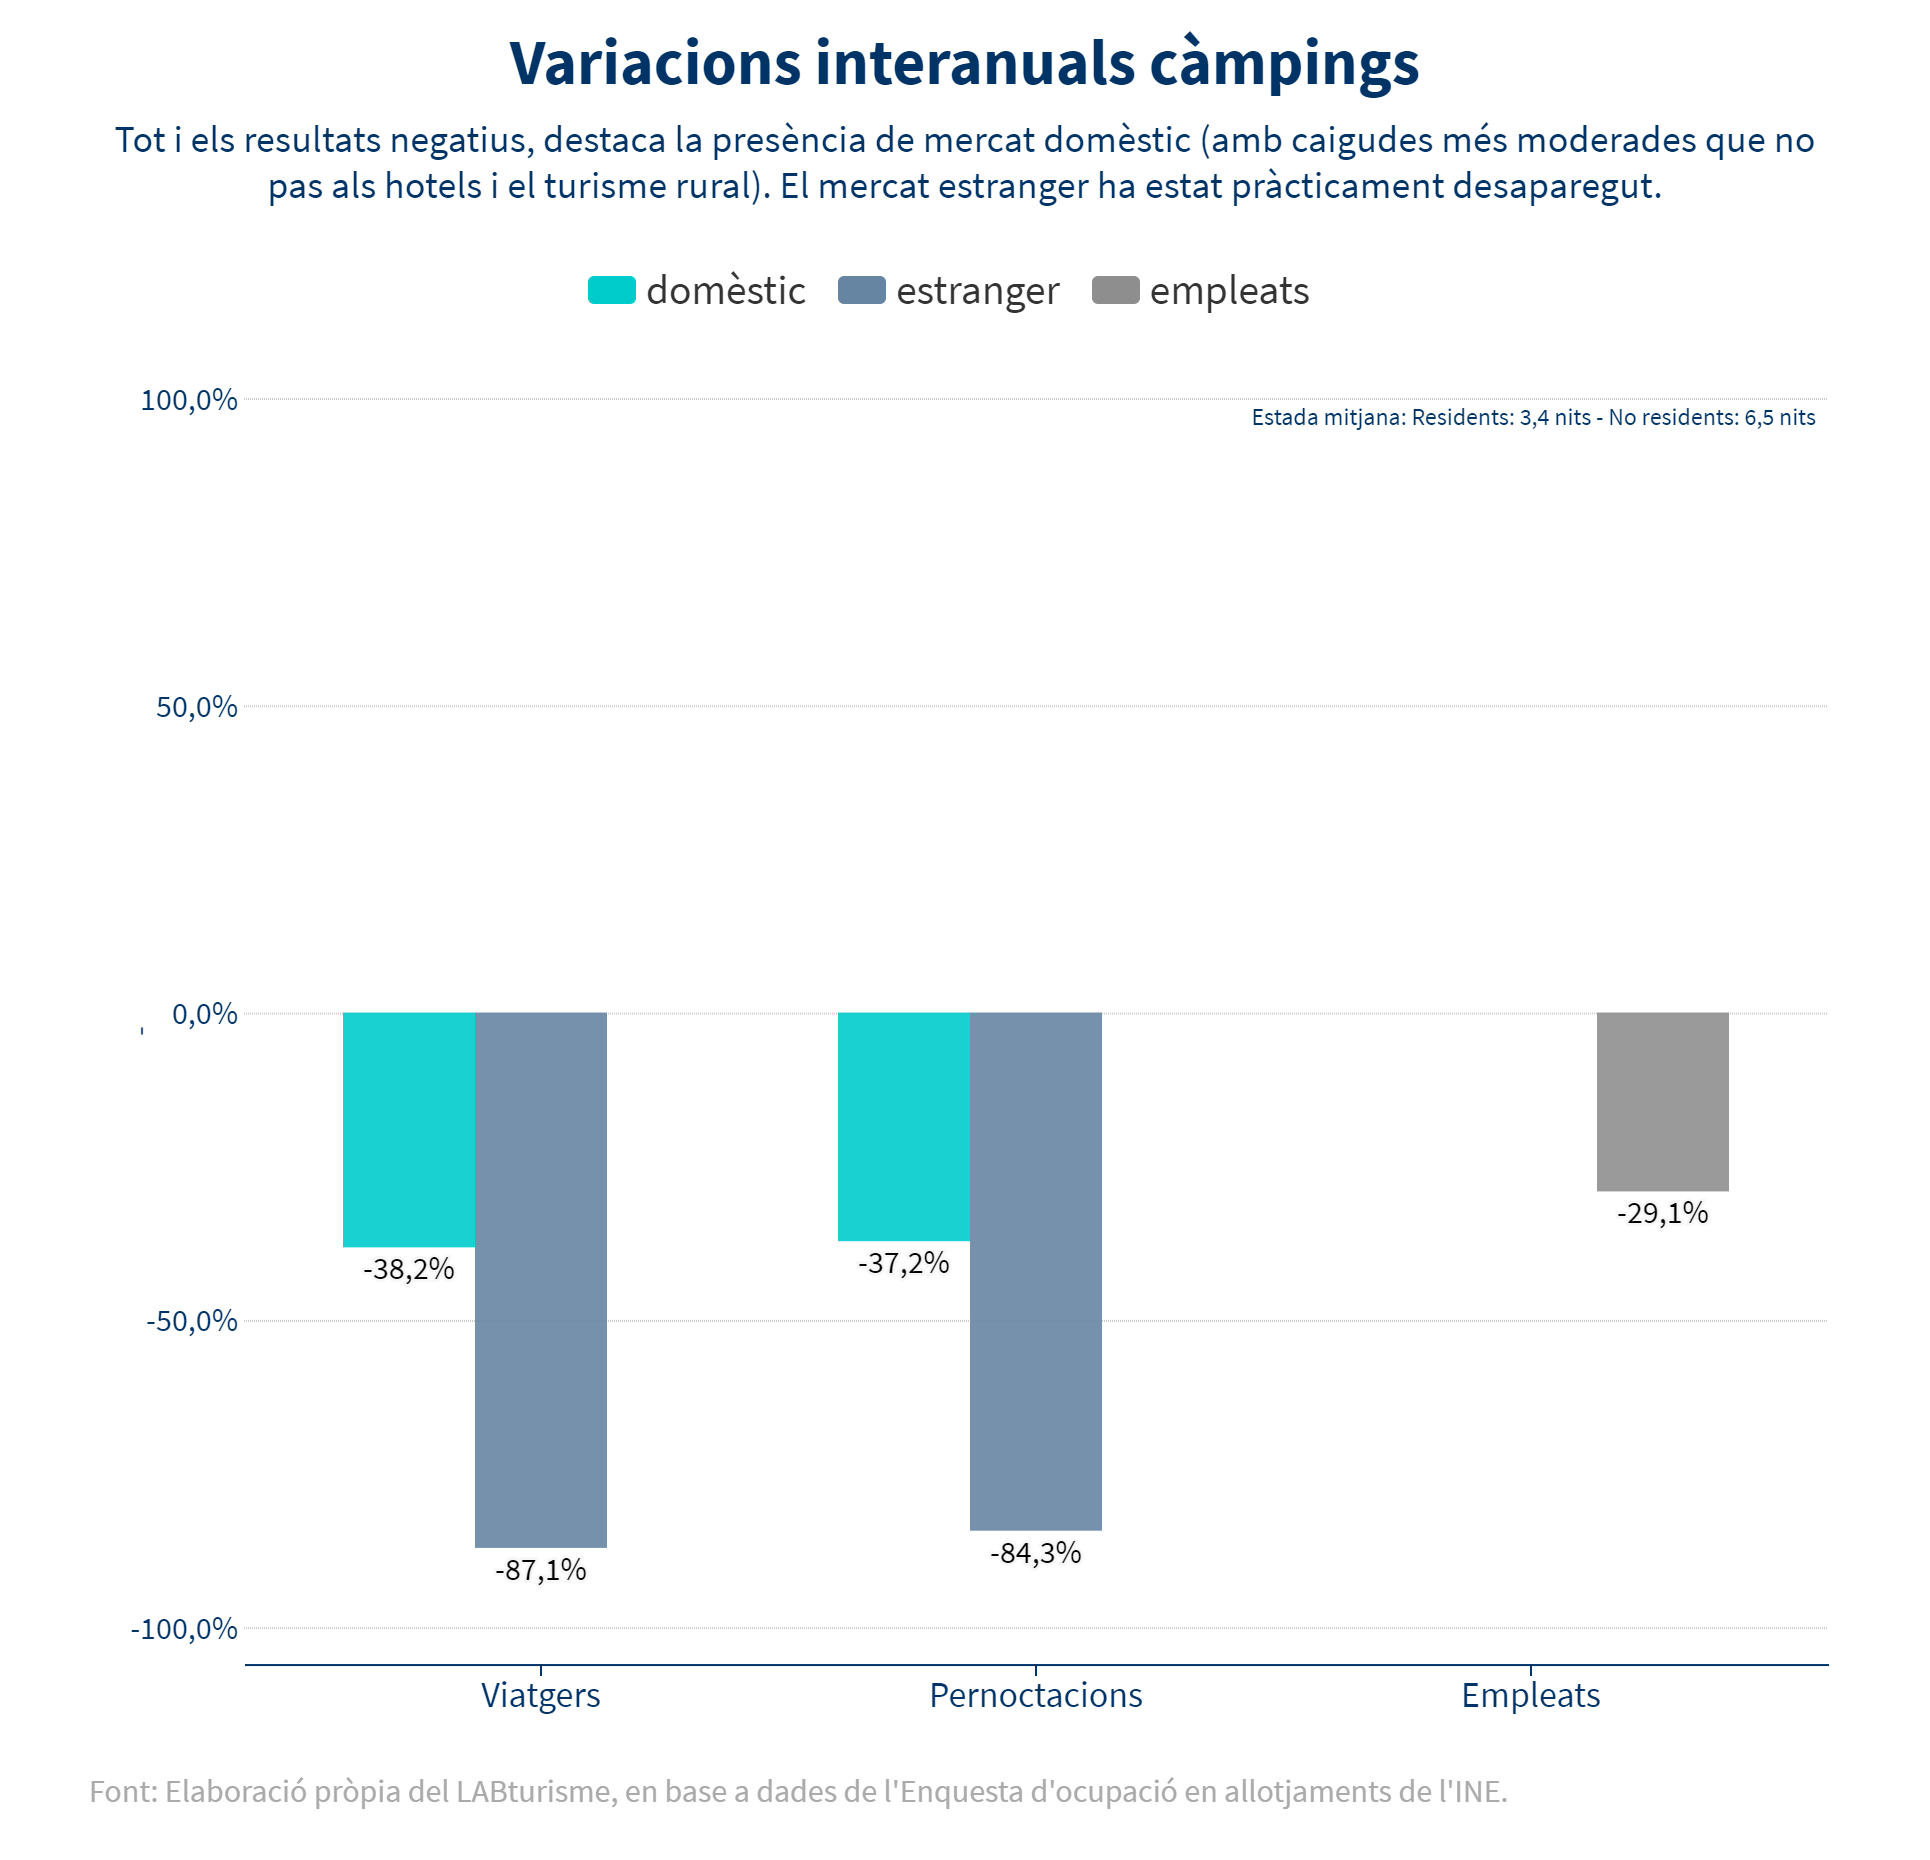 Variacions interanuals càmpings
Tot i els resultats negatius, destaca la presència de mercat domèstic (amb caigudes més moderades que no
pas als hotels i el turisme rural). El mercat estranger ha estat pràcticament desaparegut.
domèstic estranger empleats
100,0%
Estada mitjana: Residents: 3,4 nits - No residents: 6,5 nits
50,0%
0,0%
-
-29,1%
-38,2% -37,2%
-50,0%
-87,1% -84,3%
-100,0%
Viatgers Pernoctacions Empleats
Font: Elaboració pròpia del LABturisme, en base a dades de l'Enquesta d'ocupació en allotjaments de l'INE.